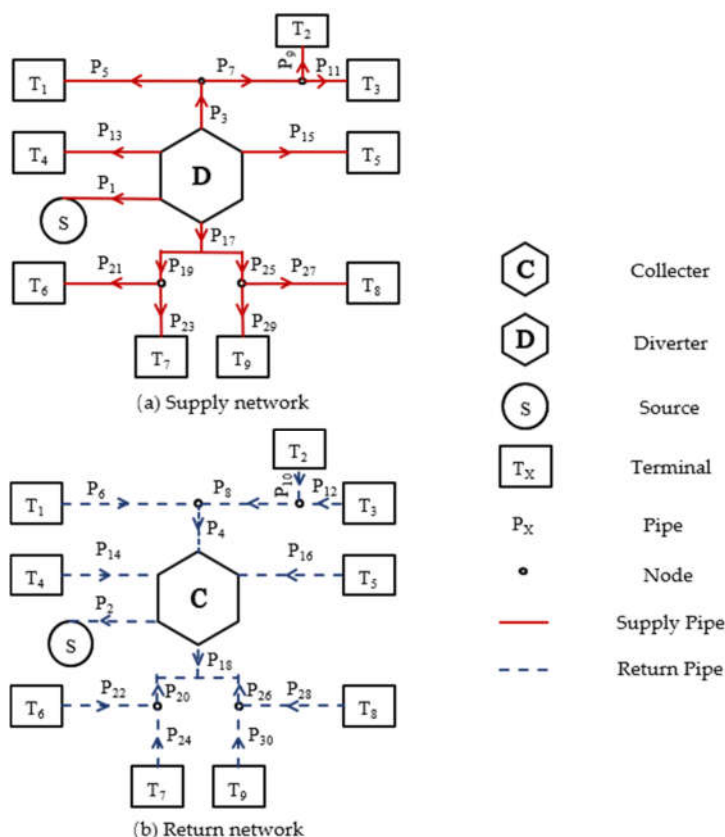 T₂
P₅ P₇ P₉ P₁₁
T₁ T₃
P₃
P₁₃ P₁₅
T₄ D T₅
P₁
S
P₁₇
P₂₁ P₁₉ P₂₅ P₂₇
T₆ T₈
P₂₃ P₂₉
T₇ T₉
(a) Supply network
T₂
P₆ P₈ P₁₀ P₁₂
T₁ T₃
P₄
P₁₄ P₁₆
T₄ C T₅
P₂
S
P₁₈
P₂₂ P₂₀ P₂₆ P₂₈
T₆ T₈
P₂₄ P₃₀
T₇ T₉
(b) Return network
C Collecter
D Diverter
S Source
Tₓ Terminal
Pₓ Pipe
Node
Supply Pipe
Return Pipe